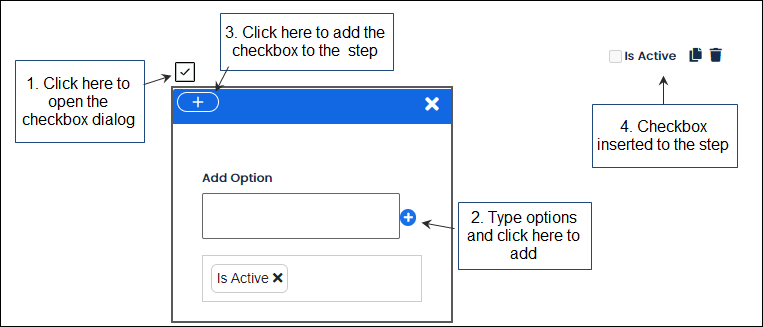 3. Click here to add the
checkbox to the step
1. Click here to
open the
checkbox dialog
Is Active
4. Checkbox
inserted to the step
Add Option
2. Type options
and click here to
add
Is Active